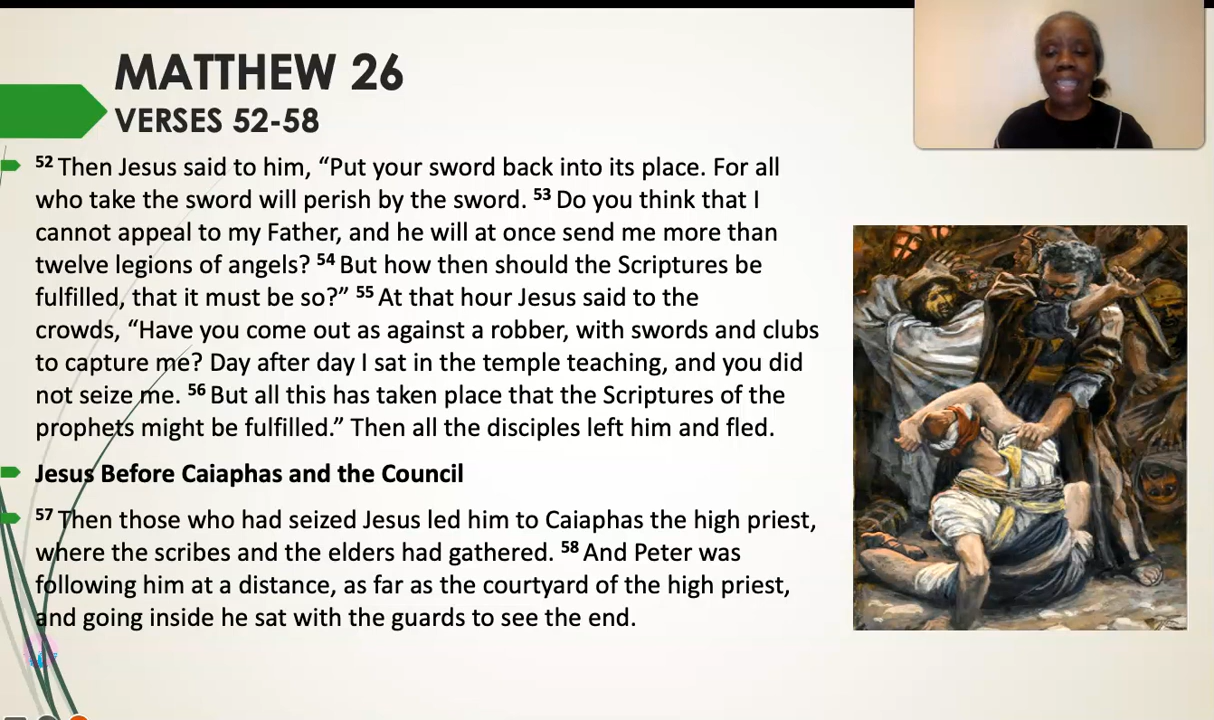 MATTHEW 26
VERSES 52-58
52 Then Jesus said to him, “Put your sword back into its place. For all
who take the sword will perish by the sword. 53 Do you think that I
cannot appeal to my Father, and he will at once send me more than
twelve legions of angels? 54 But how then should the Scriptures be
fulfilled, that it must be so?” 55 At that hour Jesus said to the
crowds, “Have you come out as against a robber, with swords and clubs
to capture me? Day after day I sat in the temple teaching, and you did
not seize me. 56 But all this has taken place that the Scriptures of the
prophets might be fulfilled.” Then all the disciples left him and fled.
Jesus Before Caiaphas and the Council
57 Then those who had seized Jesus led him to Caiaphas the high priest,
where the scribes and the elders had gathered. 58 And Peter was
following him at a distance, as far as the courtyard of the high priest,
and going inside he sat with the guards to see the end.